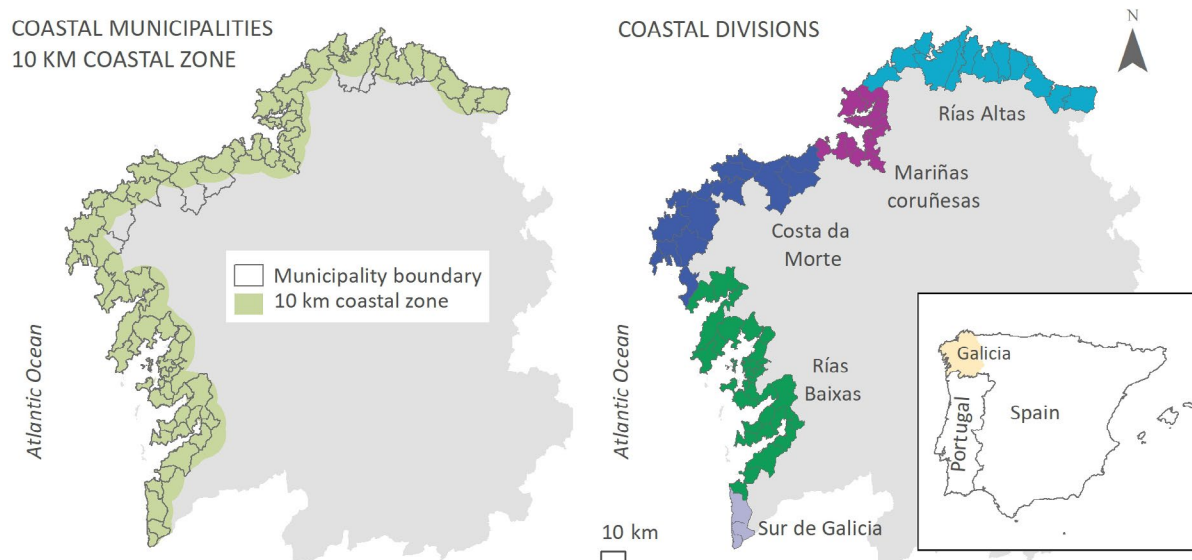 COASTAL MUNICIPALITIES
10 KM COASTAL ZONE
Municipality boundary
10 km coastal zone
Atlantic Ocean
COASTAL DIVISIONS
N
Rías Altas
Mariñas
coruñesas
Costa da
Morte
Rías
Baixas
Sur de Galicia
Atlantic Ocean
10 km
Galicia
Portugal
Spain